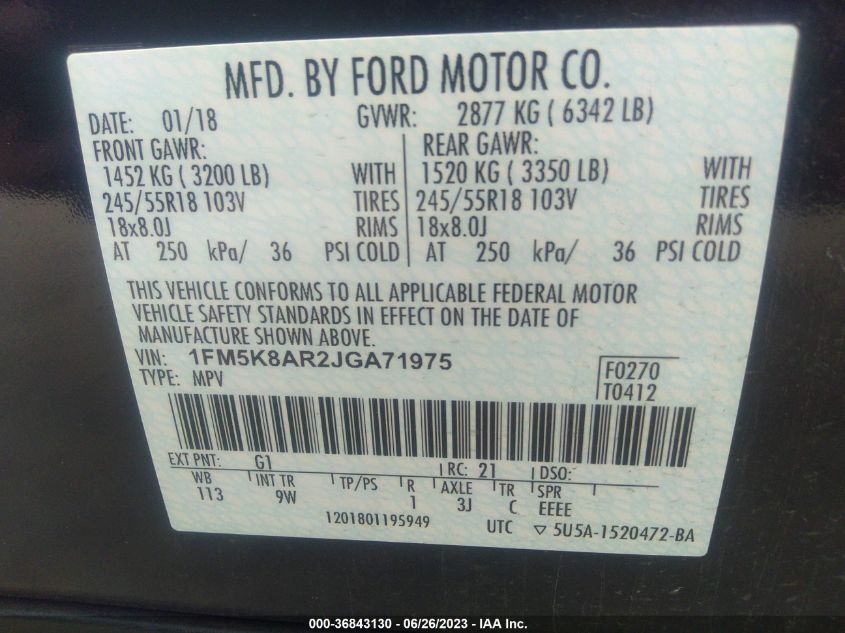 MFD. BY FORD MOTOR CO.
DATE: 01/18 GVWR: 2877 KG ( 6342 LB)
FRONT GAWR: REAR GAWR:
1452 KG ( 3200 LB) WITH 1520 KG ( 3350 LB) WITH
245/55R18 103V TIRES 245/55R18 103V TIRES
18x8.0J RIMS 18x8.0J RIMS
AT 250 kPa/ 36 PSI COLD AT 250 kPa/ 36 PSI COLD
THIS VEHICLE CONFORMS TO ALL APPLICABLE FEDERAL MOTOR
VEHICLE SAFETY STANDARDS IN EFFECT ON THE DATE OF
MANUFACTURE SHOWN ABOVE.
VIN: 1FM5K8AR2JGA71975 F0270
TYPE: MPV T0412
EXT PNT: G1 RC: 21 DSO:
WB INT TR TP/PS R AXLE TR SPR
113 9W 1 3J C EEEE
1201801195949 UTC ▽ 5U5A-1520472-BA
000-36843130 - 06/26/2023 - IAA Inc.